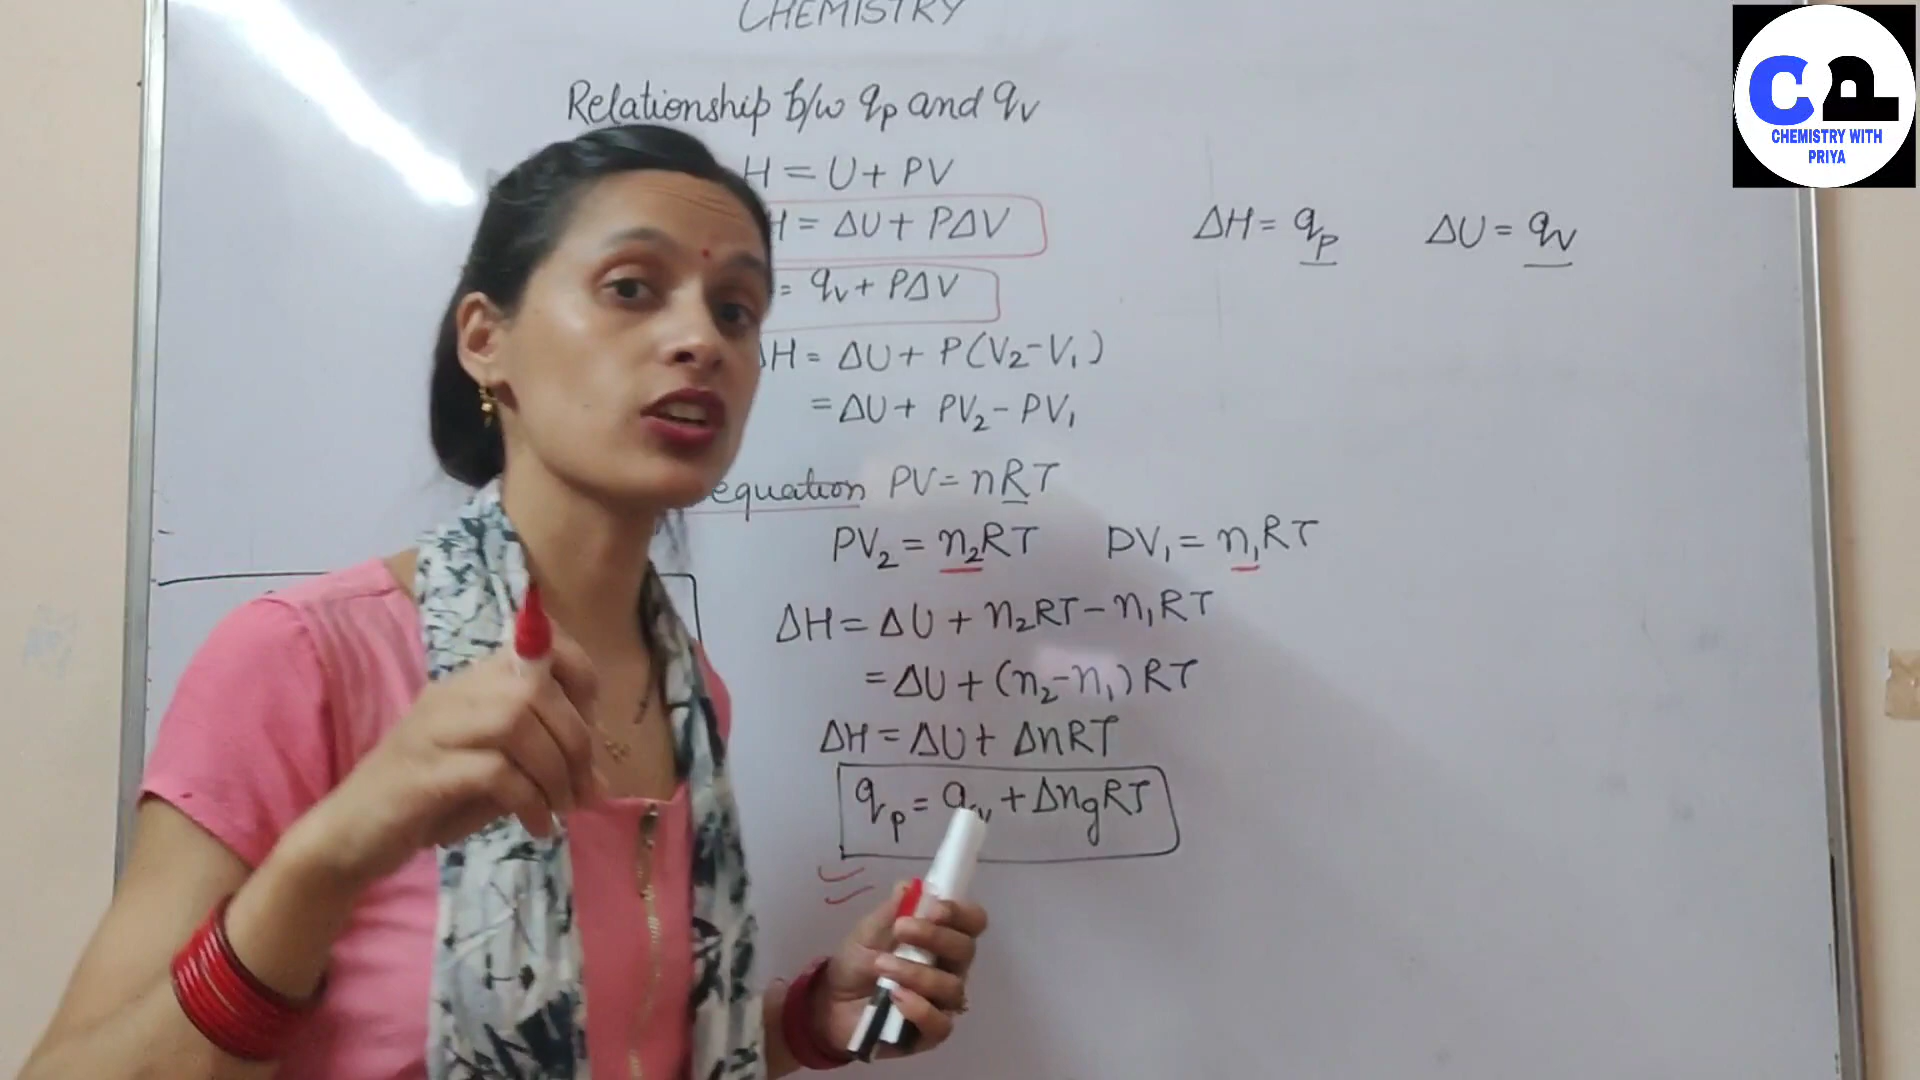 CHEMISTRY
Relationship b/w qp and qv
H = U + PV
H = ΔU + PΔV
= qv + PΔV
ΔH = qp ΔU = qv
ΔH = ΔU + P(V₂-V₁)
= ΔU + PV₂ - PV₁
equation PV = nRT
PV₂ = n₂RT PV₁ = n₁RT
ΔH = ΔU + n₂RT - n₁RT
= ΔU + (n₂-n₁)RT
ΔH = ΔU + ΔnRT
qp = qv + ΔngRT
CP
CHEMISTRY WITH
PRIYA